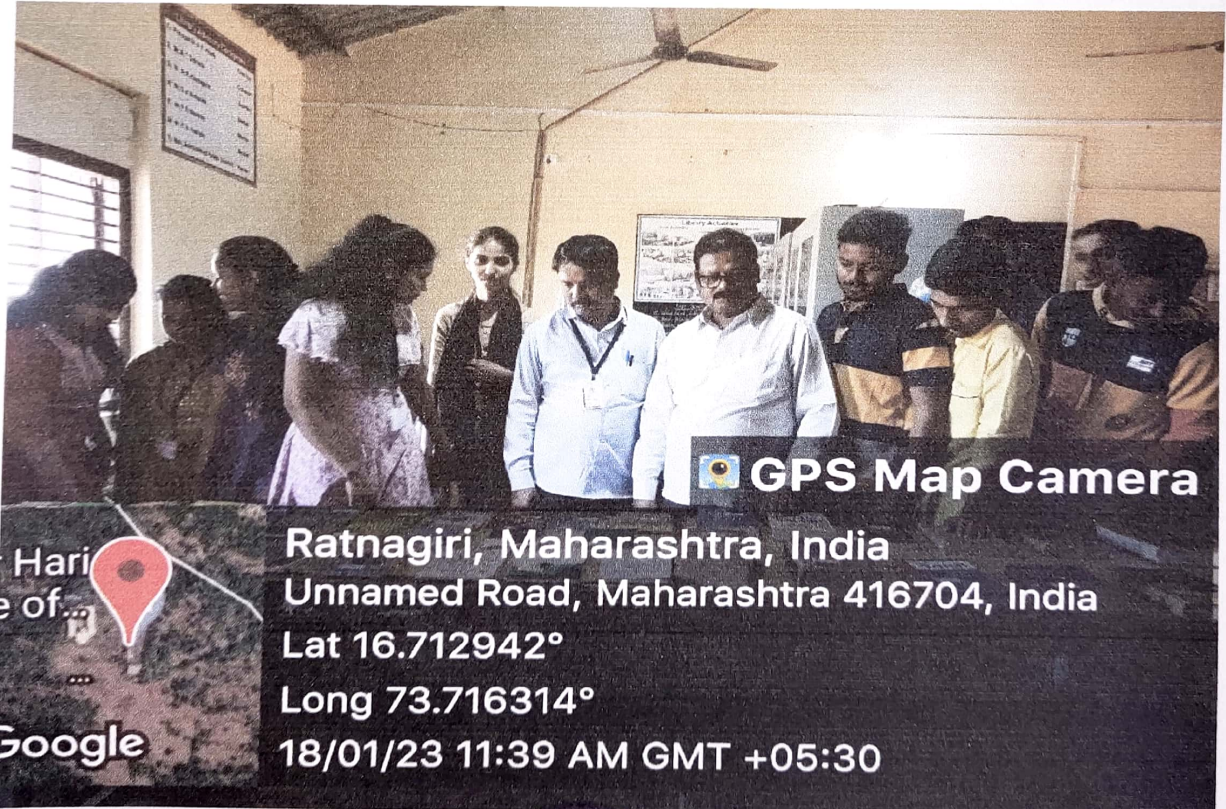 GPS Map Camera
Ratnagiri, Maharashtra, India
Unnamed Road, Maharashtra 416704, India
Lat 16.712942°
Long 73.716314°
18/01/23 11:39 AM GMT +05:30
Hari
e of...
...
Google